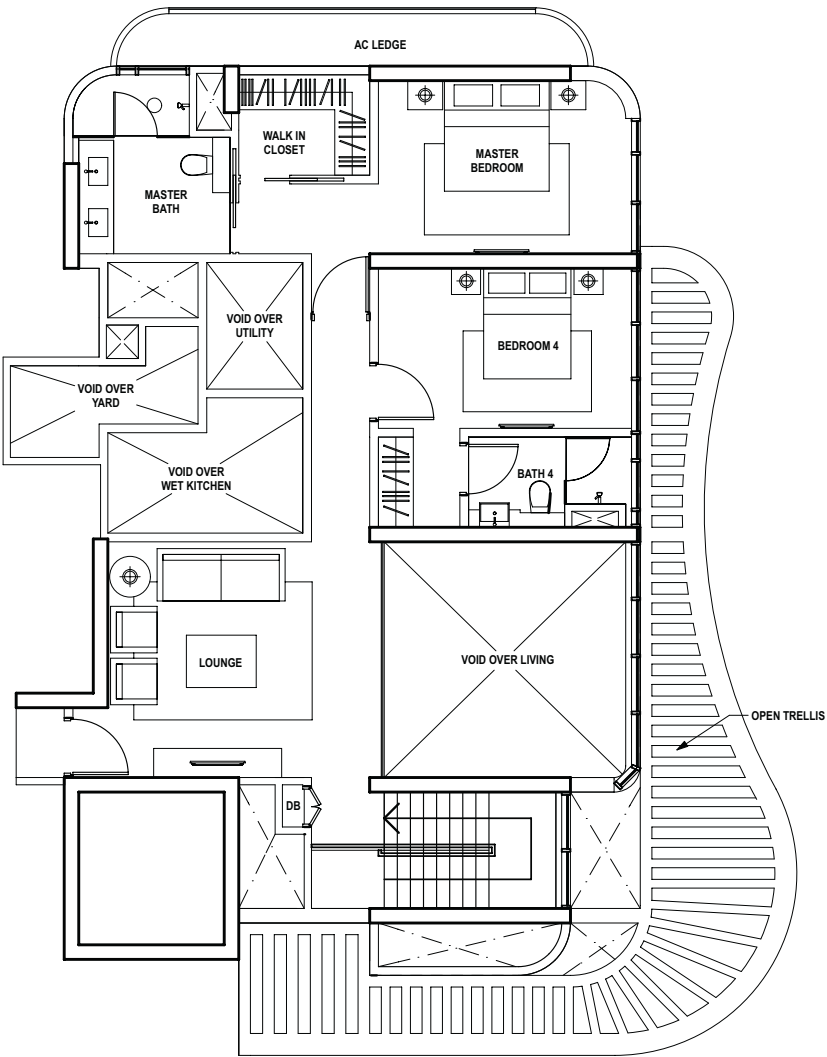 AC LEDGE
WALK IN
CLOSET
MASTER
BEDROOM
MASTER
BATH
VOID OVER
UTILITY
BEDROOM 4
VOID OVER
YARD
VOID OVER
WET KITCHEN
BATH 4
LOUNGE
VOID OVER LIVING
OPEN TRELLIS
DB